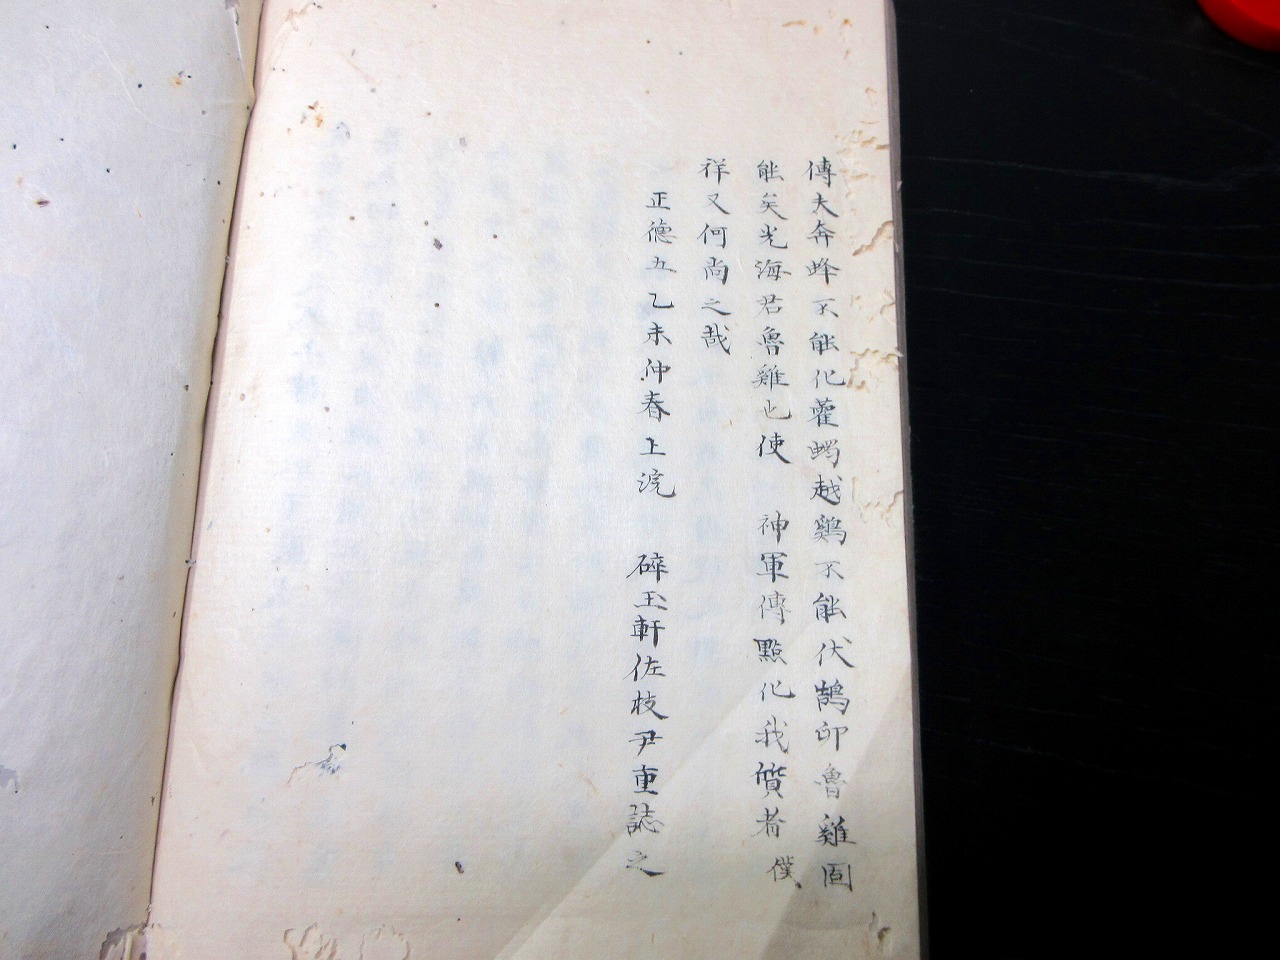 傳夫奔蜂不能化藿蠋越鷄不能伏鵠卵魯雞固
能矣光海君魯雞也使　神軍傳點化我質者僕
祥又何尚之哉
正德五乙未仲春上浣　碎玉軒佐枝尹重誌之